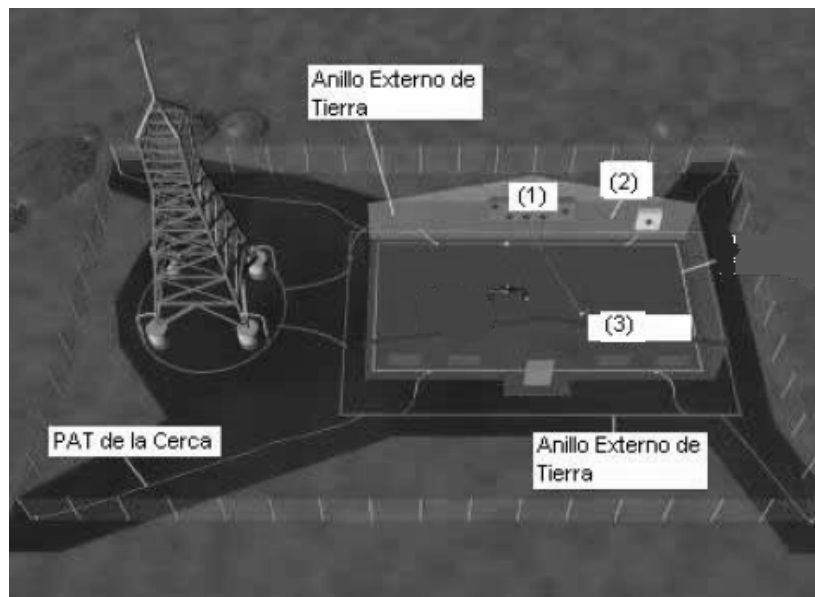 Anillo Externo de
Tierra
(1)
(2)
(3)
PAT de la Cerca
Anillo Externo de
Tierra